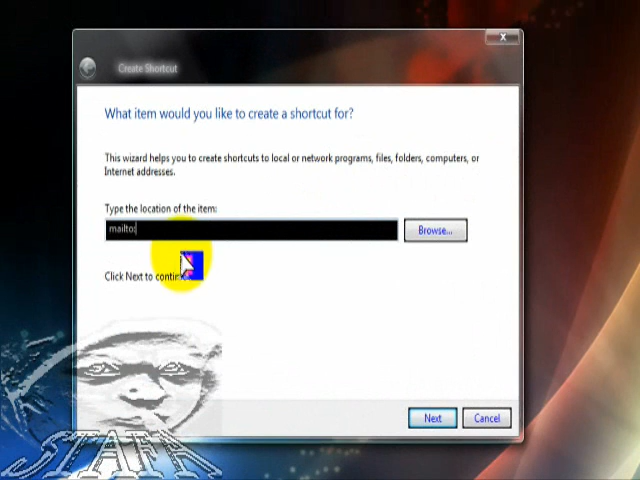 X
Create Shortcut
What item would you like to create a shortcut for?
This wizard helps you to create shortcuts to local or network programs, files, folders, computers, or
Internet addresses.
Type the location of the item:
mailto:
Browse...
Click Next to contin
Next
Cancel
STAFA